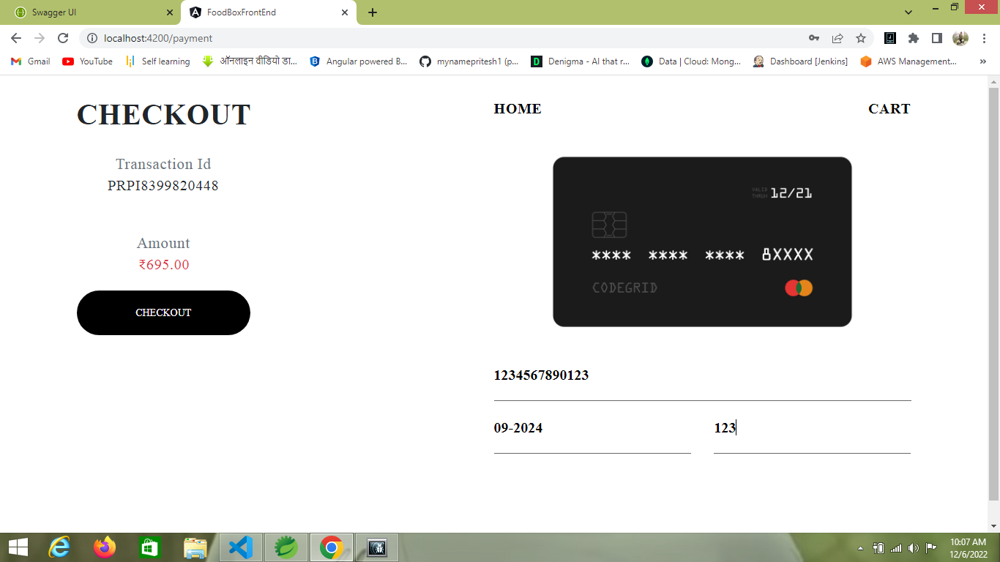 Swagger UI
FoodBoxFrontEnd
localhost:4200/payment
Gmail
YouTube
Self learning
ऑनलाइन वीडियो डा...
Angular powered B...
mynamepritesh1 (p...
Denigma - AI that r...
Data | Cloud: Mong...
Dashboard [Jenkins]
AWS Management...
CHECKOUT
HOME
CART
Transaction Id
PRPI8399820448
Amount
₹695.00
CHECKOUT
VALID
THRUH
12/21
**** **** **** 8XXXX
CODEGRID
1234567890123
09-2024
123
10:07 AM
12/6/2022